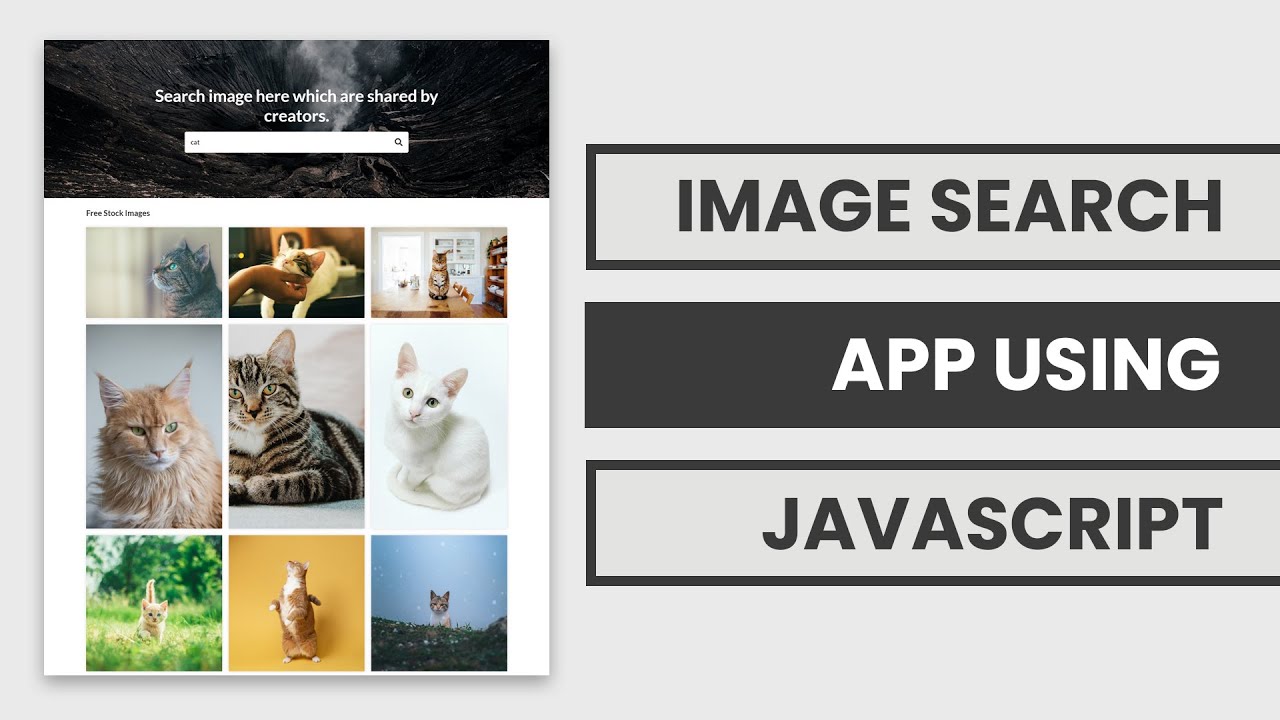 Search image here which are shared by
creators.
cat
Free Stock Images
IMAGE SEARCH
APP USING
JAVASCRIPT